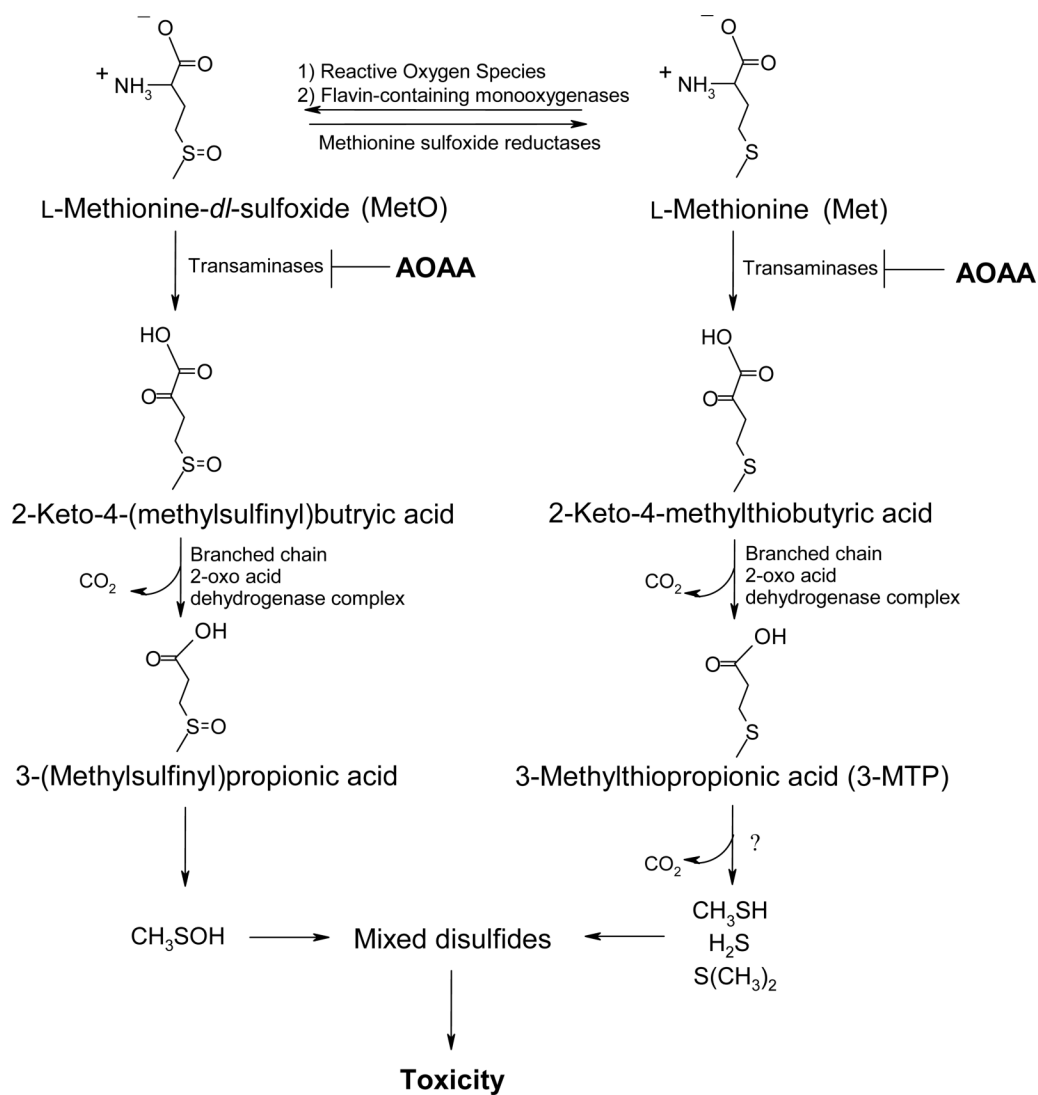 − O
O
+ NH3
S=O
− O
O
+ NH3
S
1) Reactive Oxygen Species
2) Flavin-containing monooxygenases
Methionine sulfoxide reductases
L-Methionine-dl-sulfoxide (MetO)
L-Methionine (Met)
Transaminases
AOAA
Transaminases
AOAA
HO
O
O
S=O
HO
O
O
S
2-Keto-4-(methylsulfinyl)butryic acid
2-Keto-4-methylthiobutyric acid
CO2
Branched chain
2-oxo acid
dehydrogenase complex
CO2
Branched chain
2-oxo acid
dehydrogenase complex
OH
O
S=O
OH
O
S
3-(Methylsulfinyl)propionic acid
3-Methylthiopropionic acid (3-MTP)
CO2
?
CH3SOH
Mixed disulfides
CH3SH
H2S
S(CH3)2
Toxicity